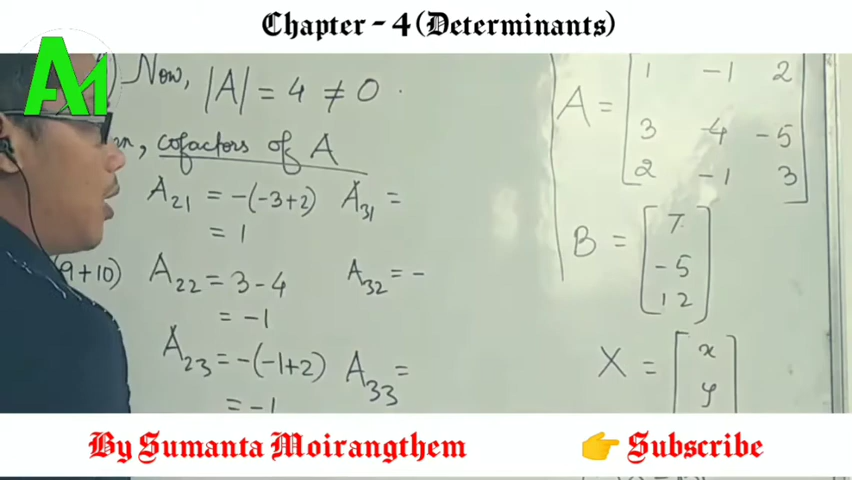 Chapter - 4 (Determinants)
AM
Now, |A| = 4 ≠ 0 .
cofactors of A
A21 = -(-3+2)
= 1
A31 =
(9+10)
A22 = 3-4
= -1
A32 = -
A23 = -(-1+2)
= -1
A33 =
A = [ 1 -1 2
3 -4 -5
2 -1 3 ]
B = [ 7
-5
12 ]
X = [ x
y
By Sumanta Moirangthem
👉 Subscribe